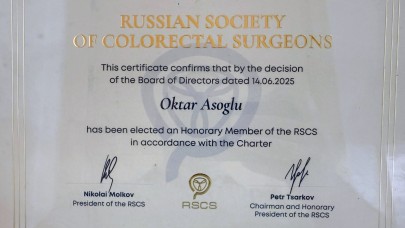 RUSSIAN SOCIETY
OF COLORECTAL SURGEONS
This certificate confirms that by the decision
of the Board of Directors dated 14.06.2025
Oktar Asoglu
has been elected an Honorary Member of the RSCS
in accordance with the Charter
Nikolai Molkov
President of the RSCS
RSCS
Petr Tsarkov
Chairman and Honorary
President of the RSCS